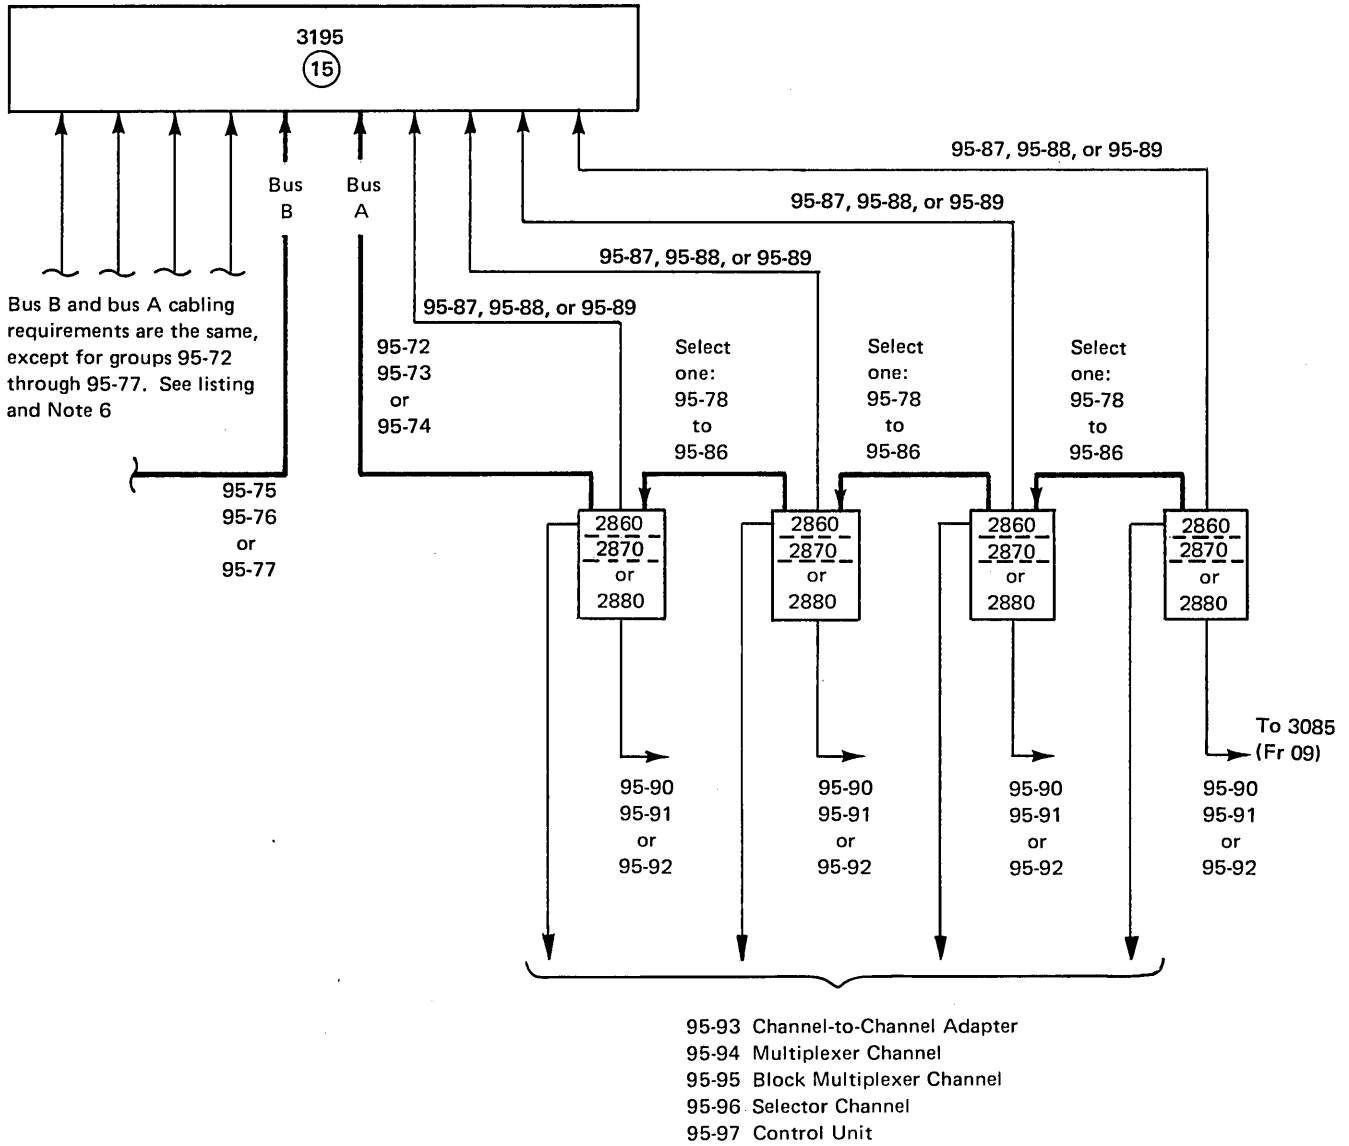 3195
15
95-87, 95-88, or 95-89
Bus
B
Bus
A
95-87, 95-88, or 95-89
95-87, 95-88, or 95-89
95-87, 95-88, or 95-89
Bus B and bus A cabling
requirements are the same,
except for groups 95-72
through 95-77. See listing
and Note 6
95-72
95-73
or
95-74
Select
one:
95-78
to
95-86
Select
one:
95-78
to
95-86
Select
one:
95-78
to
95-86
95-75
95-76
or
95-77
2860
2870
or
2880
2860
2870
or
2880
2860
2870
or
2880
2860
2870
or
2880
To 3085
(Fr 09)
95-90
95-91
or
95-92
95-90
95-91
or
95-92
95-90
95-91
or
95-92
95-90
95-91
or
95-92
95-93 Channel-to-Channel Adapter
95-94 Multiplexer Channel
95-95 Block Multiplexer Channel
95-96 Selector Channel
95-97 Control Unit